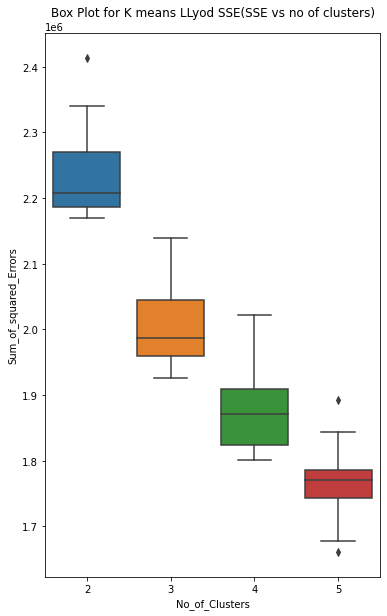 Box Plot for K means LLyod SSE(SSE vs no of clusters)
1e6
2.4
2.3
2.2
2.1
2.0
1.9
1.8
1.7
Sum_of_squared_Errors
2 3 4 5
No_of_Clusters